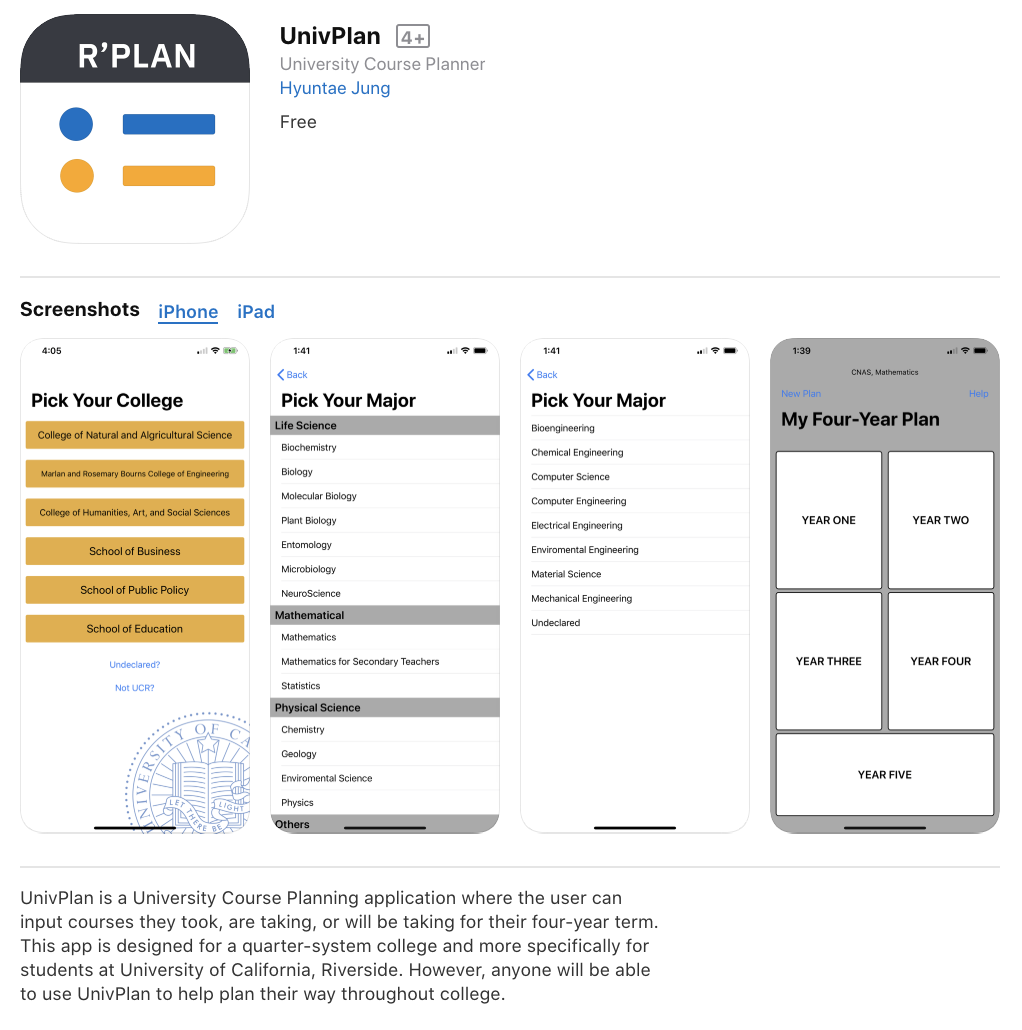 R'PLAN
UnivPlan 4+
University Course Planner
Hyuntae Jung
Free
Screenshots iPhone iPad
4:05
Pick Your College
College of Natural and Algricultural Science
Marlan and Rosemary Bourns College of Engineering
College of Humanities, Art, and Social Sciences
School of Business
School of Public Policy
School of Education
Undeclared?
Not UCR?
UNIVERSITY OF CA
LET THERE BE LIGHT
1:41
Back
Pick Your Major
Life Science
Biochemistry
Biology
Molecular Biology
Plant Biology
Entomology
Microbiology
NeuroScience
Mathematical
Mathematics
Mathematics for Secondary Teachers
Statistics
Physical Science
Chemistry
Geology
Enviromental Science
Physics
Others
1:41
Back
Pick Your Major
Bioengineering
Chemical Engineering
Computer Science
Computer Engineering
Electrical Engineering
Enviromental Engineering
Material Science
Mechanical Engineering
Undeclared
1:39
CNAS, Mathematics
New Plan Help
My Four-Year Plan
YEAR ONE YEAR TWO
YEAR THREE YEAR FOUR
YEAR FIVE
UnivPlan is a University Course Planning application where the user can
input courses they took, are taking, or will be taking for their four-year term.
This app is designed for a quarter-system college and more specifically for
students at University of California, Riverside. However, anyone will be able
to use UnivPlan to help plan their way throughout college.